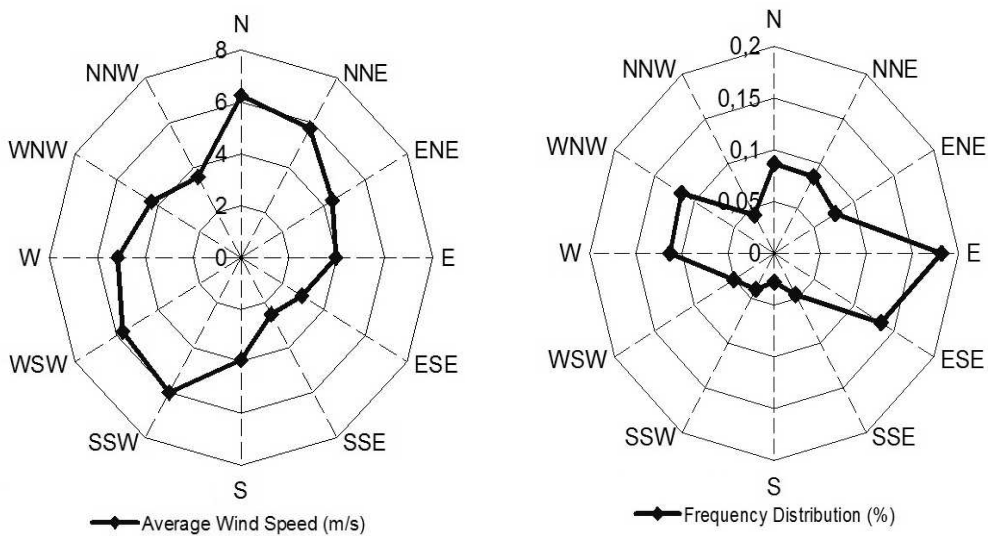 N
8
NNW
NNE
6
WNW
ENE
4
2
W
0
E
WSW
ESE
SSW
SSE
S
Average Wind Speed (m/s)
N
0,2
NNW
NNE
0,15
WNW
ENE
0,1
0,05
W
0
E
WSW
ESE
SSW
SSE
S
Frequency Distribution (%)